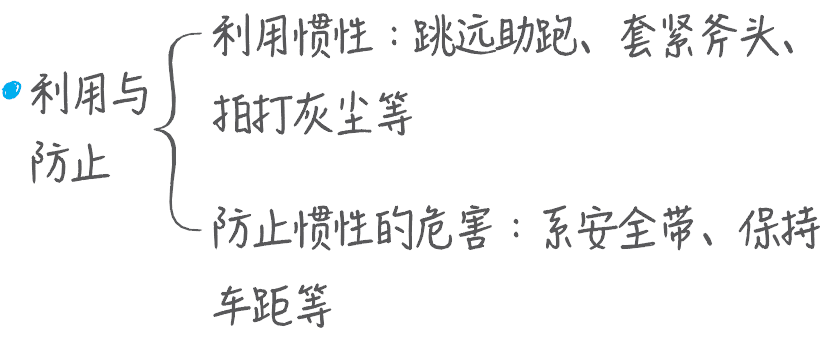 利用与
防止
利用惯性：跳远助跑、套紧斧头、
拍打灰尘等
防止惯性的危害：系安全带、保持
车距等